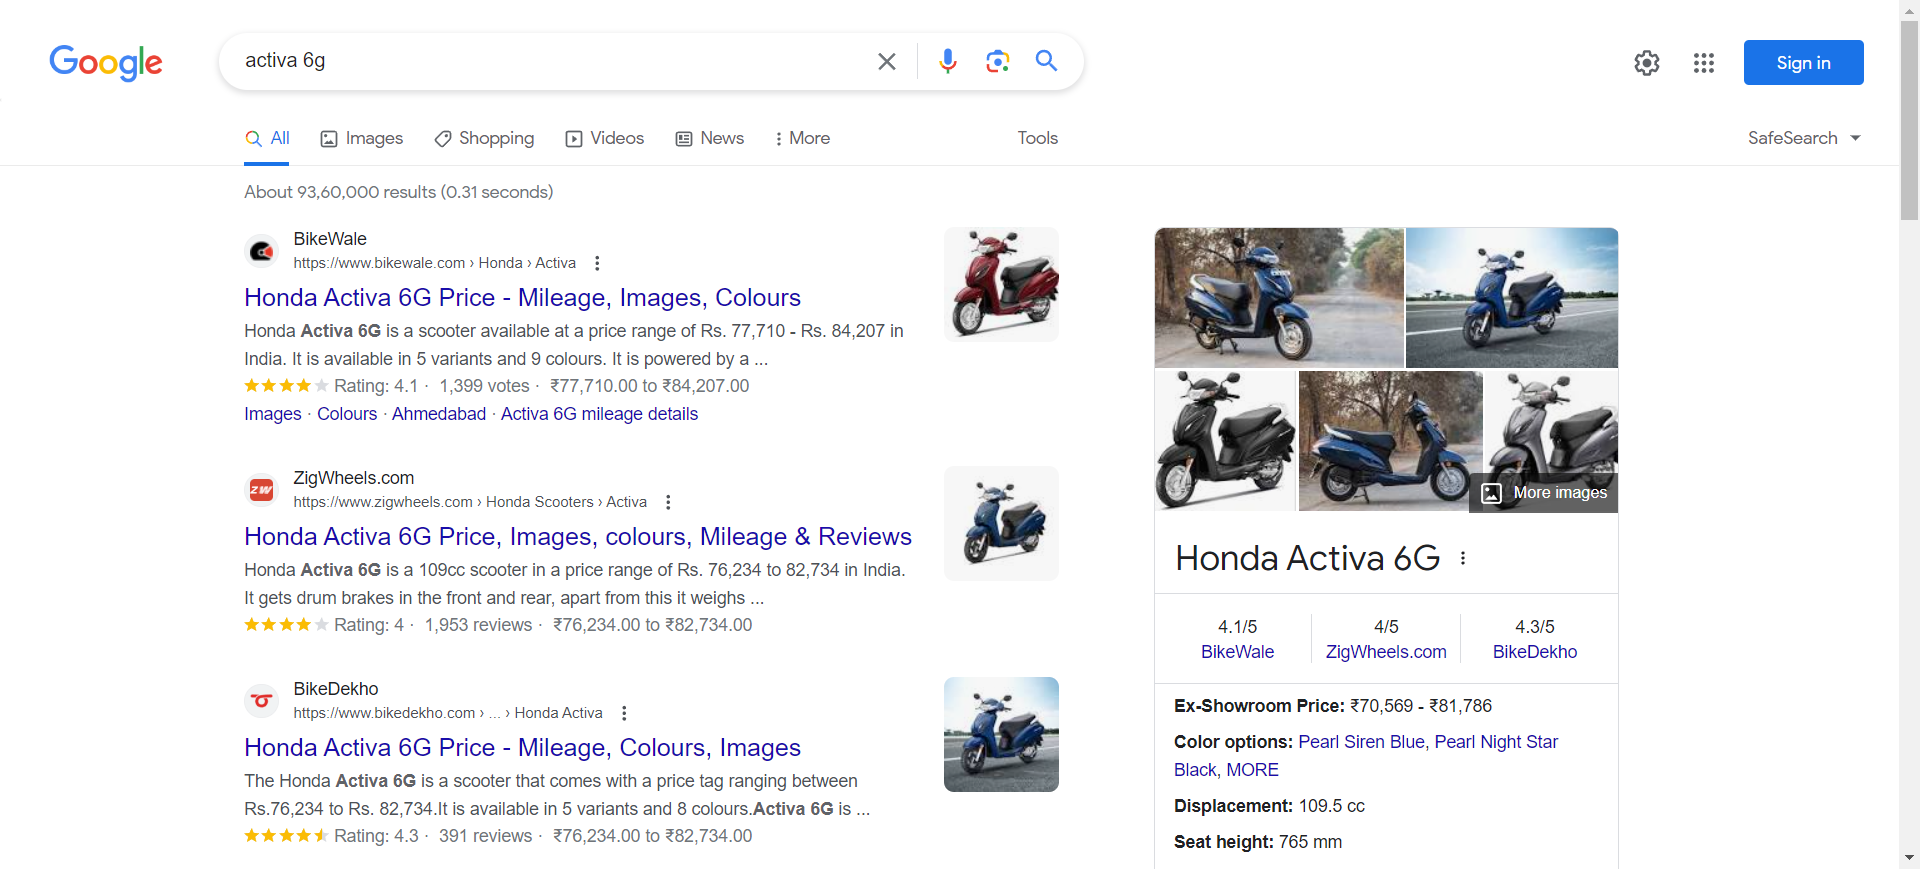 Google
activa 6g
Sign in
All
Images
Shopping
Videos
News
More
Tools
SafeSearch
About 93,60,000 results (0.31 seconds)
BikeWale
https://www.bikewale.com › Honda › Activa
Honda Activa 6G Price - Mileage, Images, Colours
Honda Activa 6G is a scooter available at a price range of Rs. 77,710 - Rs. 84,207 in
India. It is available in 5 variants and 9 colours. It is powered by a ...
Rating: 4.1 · 1,399 votes · ₹77,710.00 to ₹84,207.00
Images · Colours · Ahmedabad · Activa 6G mileage details
ZW
ZigWheels.com
https://www.zigwheels.com › Honda Scooters › Activa
Honda Activa 6G Price, Images, colours, Mileage & Reviews
Honda Activa 6G is a 109cc scooter in a price range of Rs. 76,234 to 82,734 in India.
It gets drum brakes in the front and rear, apart from this it weighs ...
Rating: 4 · 1,953 reviews · ₹76,234.00 to ₹82,734.00
BikeDekho
https://www.bikedekho.com › ... › Honda Activa
Honda Activa 6G Price - Mileage, Colours, Images
The Honda Activa 6G is a scooter that comes with a price tag ranging between
Rs.76,234 to Rs. 82,734.It is available in 5 variants and 8 colours.Activa 6G is ...
Rating: 4.3 · 391 reviews · ₹76,234.00 to ₹82,734.00
More images
Honda Activa 6G
4.1/5
BikeWale
4/5
ZigWheels.com
4.3/5
BikeDekho
Ex-Showroom Price: ₹70,569 - ₹81,786
Color options: Pearl Siren Blue, Pearl Night Star
Black, MORE
Displacement: 109.5 cc
Seat height: 765 mm